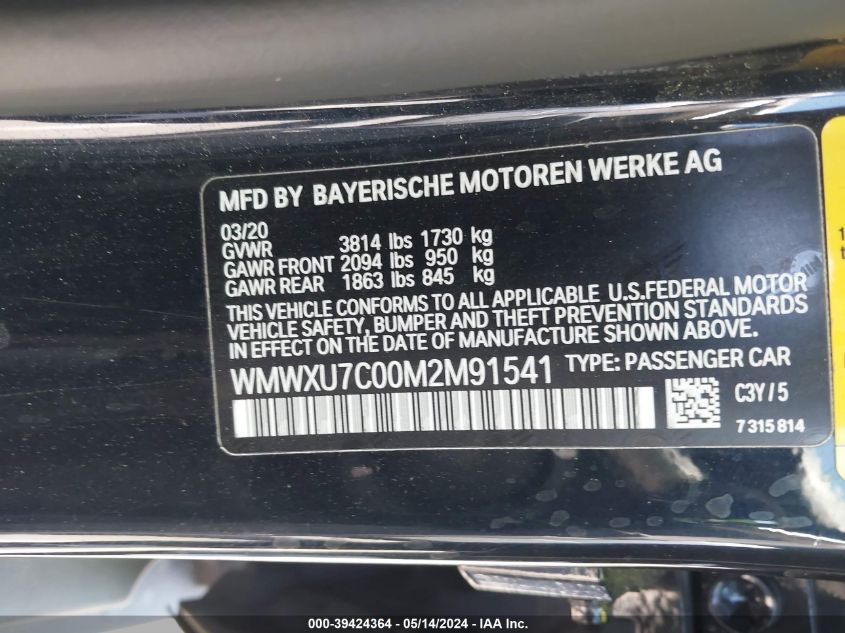 MFD BY BAYERISCHE MOTOREN WERKE AG
03/20
GVWR 3814 lbs 1730 kg
GAWR FRONT 2094 lbs 950 kg
GAWR REAR 1863 lbs 845 kg
THIS VEHICLE CONFORMS TO ALL APPLICABLE U.S.FEDERAL MOTOR
VEHICLE SAFETY, BUMPER AND THEFT PREVENTION STANDARDS
IN EFFECT ON THE DATE OF MANUFACTURE SHOWN ABOVE.
WMWXU7C00M2M91541 TYPE: PASSENGER CAR
C3Y/5
7315814
000-39424364 - 05/14/2024 - IAA Inc.